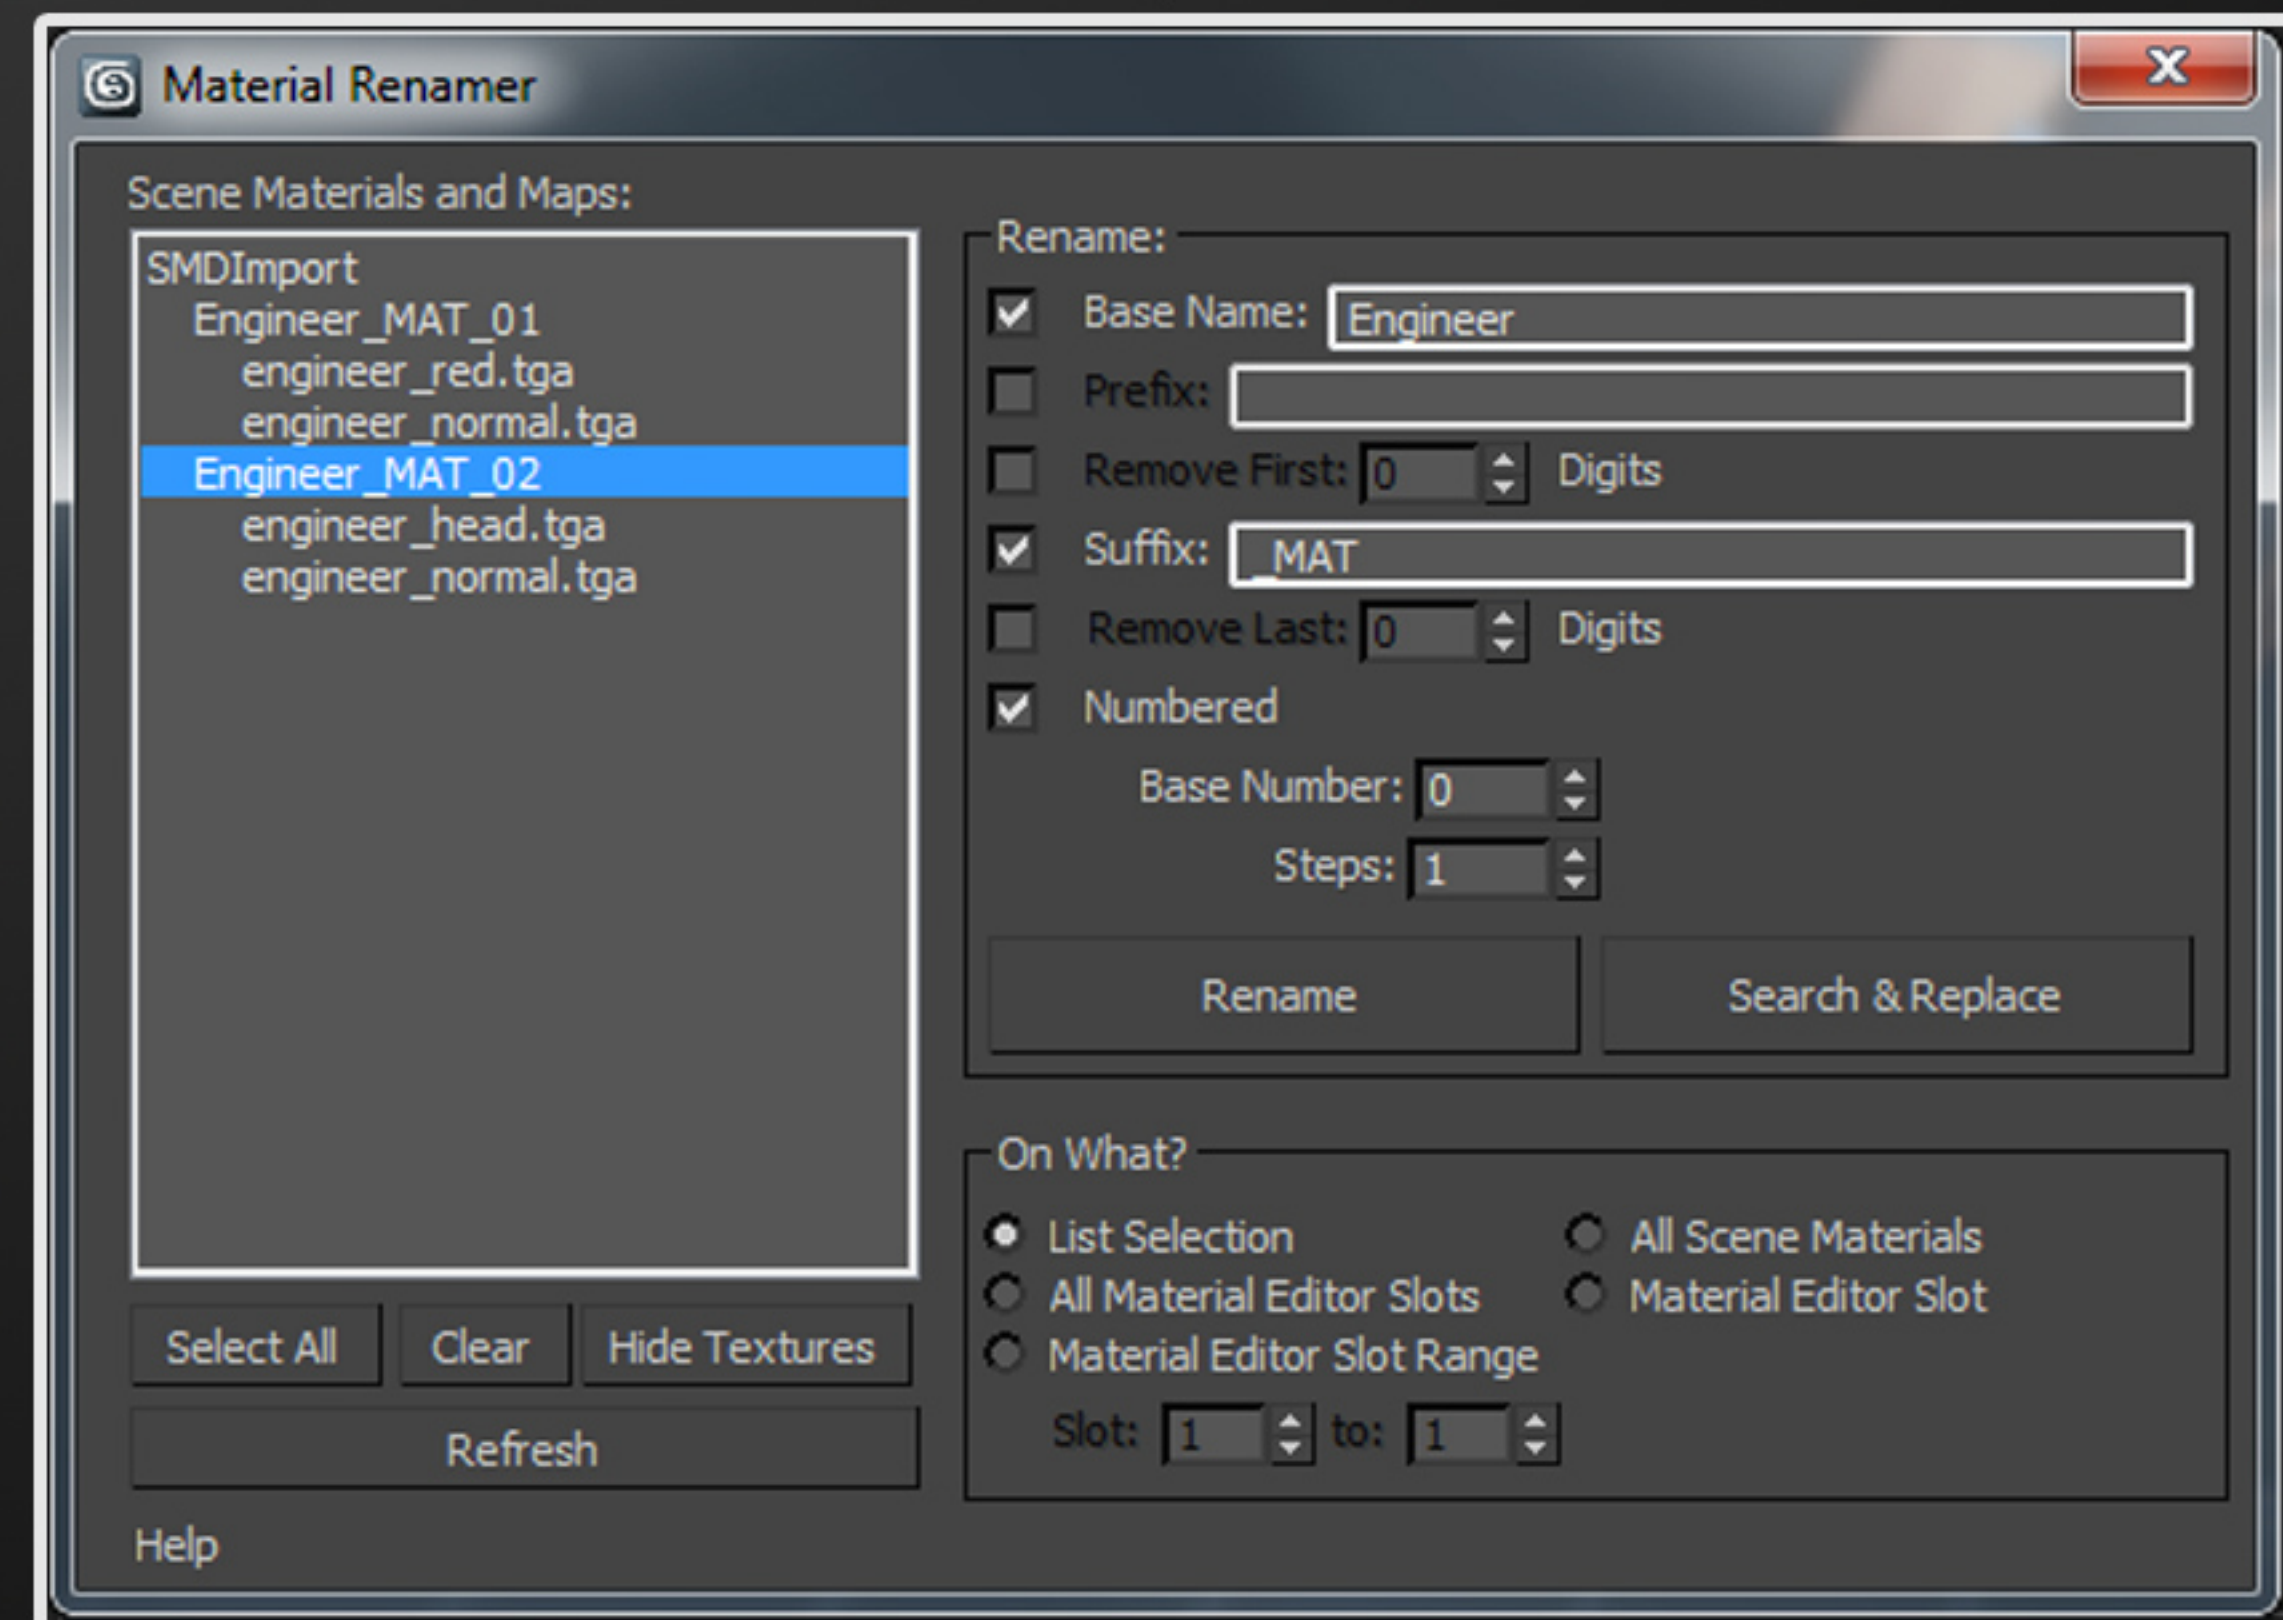 Material Renamer
Scene Materials and Maps:
SMDImport
Engineer_MAT_01
engineer_red.tga
engineer_normal.tga
Engineer_MAT_02
engineer_head.tga
engineer_normal.tga
Select All Clear Hide Textures
Refresh
Help
Rename:
Base Name: Engineer
Prefix:
Remove First: 0 Digits
Suffix: _MAT
Remove Last: 0 Digits
Numbered
Base Number: 0
Steps: 1
Rename Search & Replace
On What?
List Selection All Scene Materials
All Material Editor Slots Material Editor Slot
Material Editor Slot Range
Slot: 1 to: 1